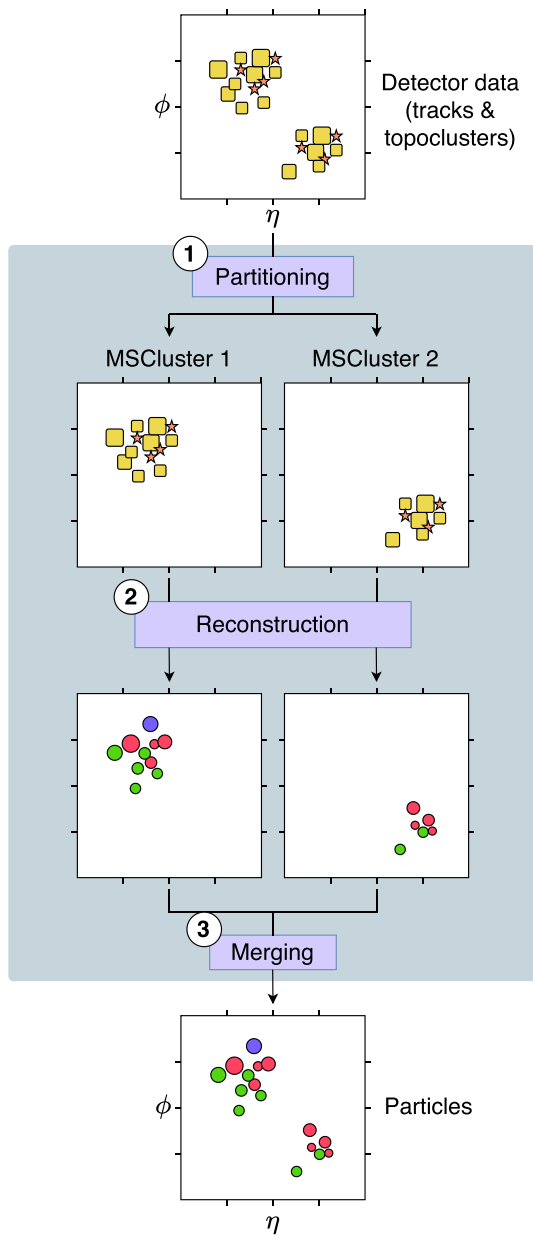 Detector data
(tracks &
topoclusters)
ϕ
η
1
Partitioning
MSCluster 1
MSCluster 2
2
Reconstruction
3
Merging
ϕ
Particles
η